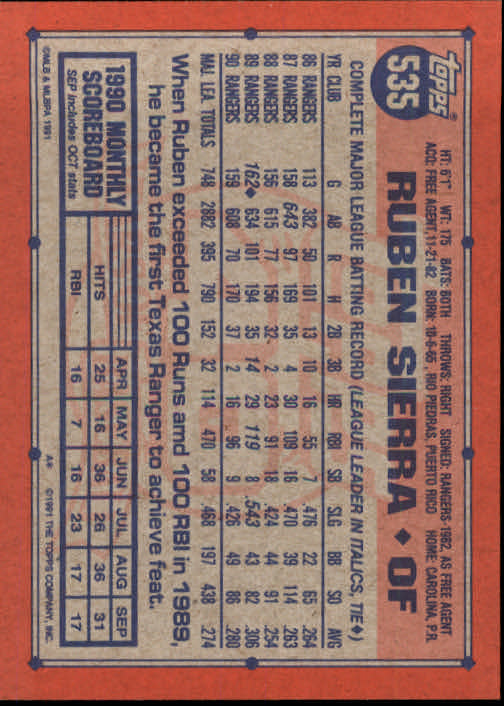 Topps®
535
RUBEN SIERRA ◆ OF
HT: 6'1" WT: 175 BATS: BOTH THROWS: RIGHT SIGNED: RANGERS-1982, AS FREE AGENT
ACQ: FREE AGENT, 11-21-82 BORN: 10-6-65, RIO PIEDRAS, PUERTO RICO HOME: CAROLINA, P.R.
COMPLETE MAJOR LEAGUE BATTING RECORD (LEAGUE LEADER IN ITALICS, TIE◆)
YR CLUB G AB R H 2B 3B HR RBI SB SLG BB SO AVG
86 RANGERS 113 382 50 101 13 10 16 55 7 .476 22 65 .264
87 RANGERS 158 643 97 169 35 4 30 109 16 .470 39 114 .263
88 RANGERS 156 615 77 156 32 2 23 91 18 .424 44 91 .254
89 RANGERS 162◆ 634 101 194 35 14 29 119 8 .543 43 82 .306
90 RANGERS 159 608 70 170 37 2 16 96 9 .426 49 86 .280
MAJ. LEA. TOTALS 748 2882 395 790 152 32 114 470 58 .468 197 438 .274
When Ruben exceeded 100 Runs amd 100 RBI in 1989,
he became the first Texas Ranger to achieve feat.
1990 MONTHLY
SCOREBOARD
SEP includes OCT stats
APR MAY JUN JUL AUG SEP
HITS 25 16 36 26 36 31
RBI 16 7 16 23 17 17
©MLB & MLBPA 1991
A* ©1991 THE TOPPS COMPANY, INC.